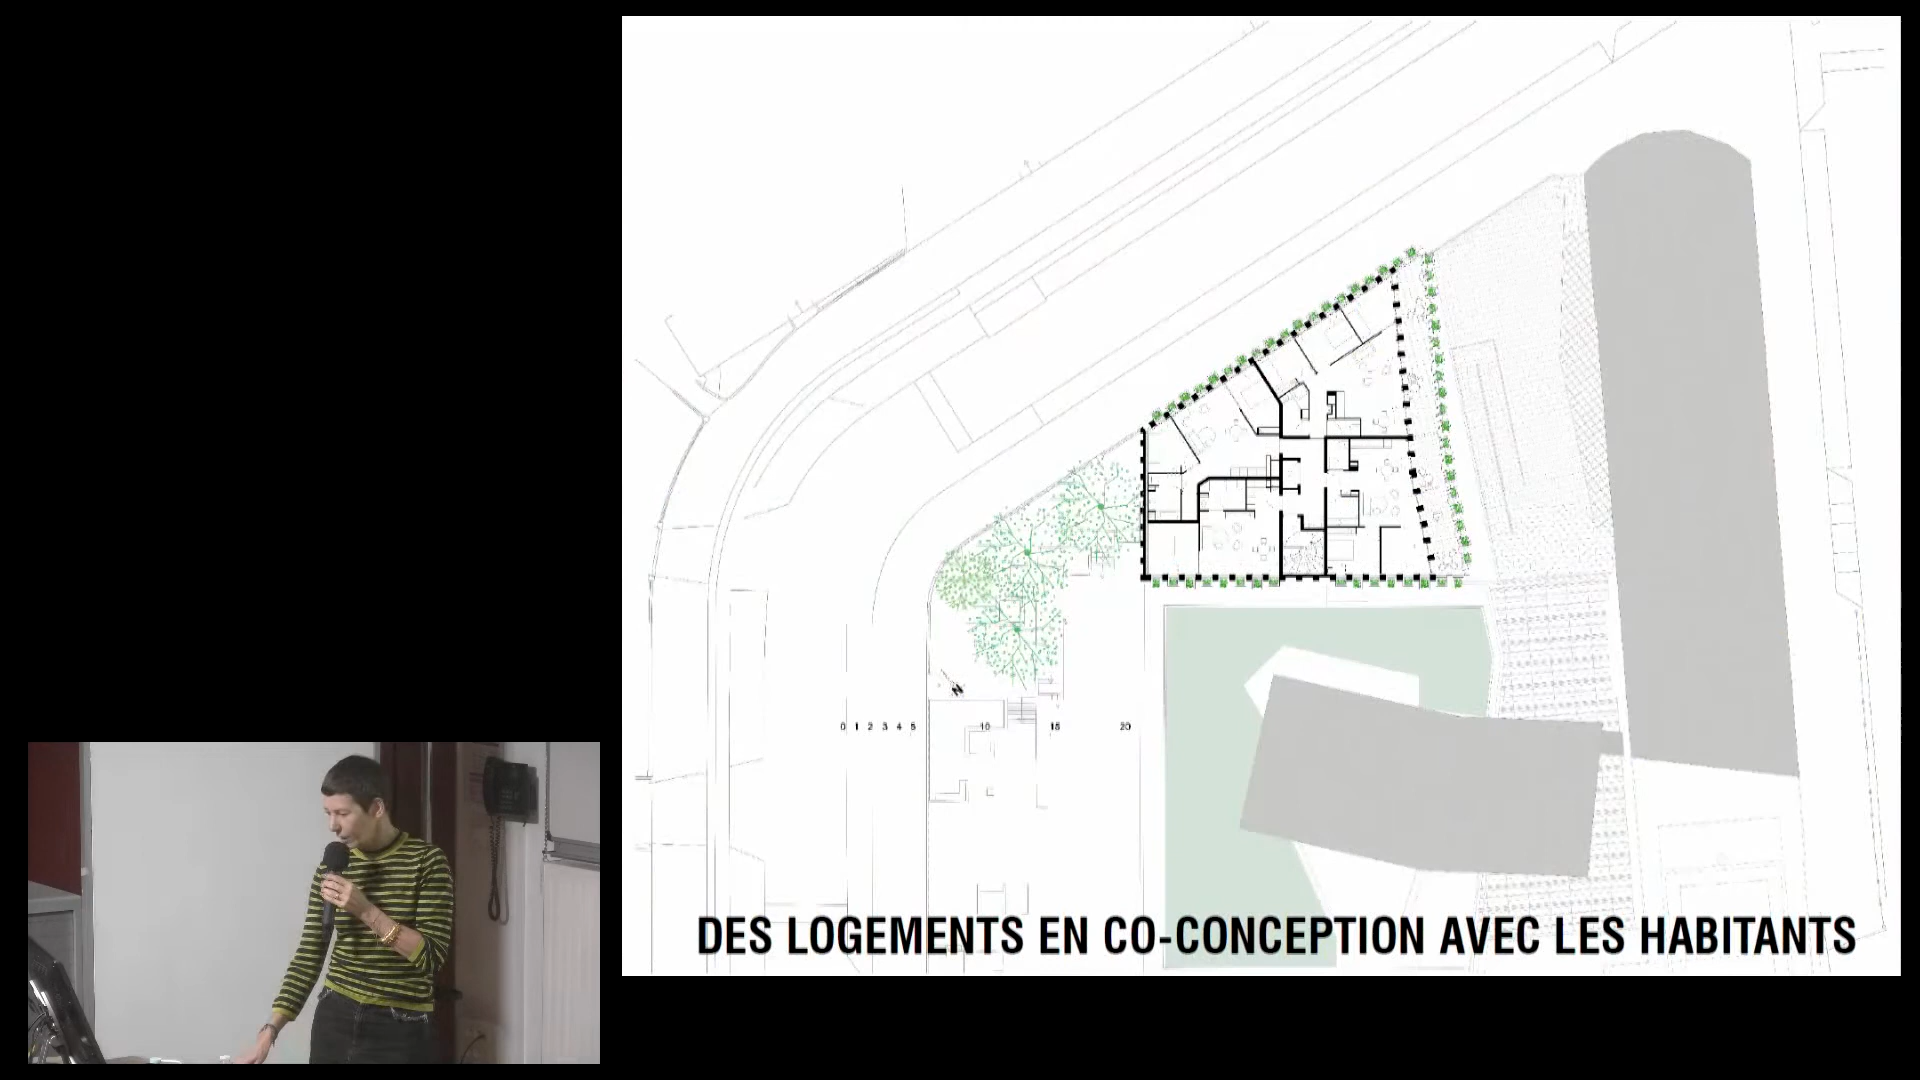 0 1 2 3 4 5 10 15 20
DES LOGEMENTS EN CO-CONCEPTION AVEC LES HABITANTS